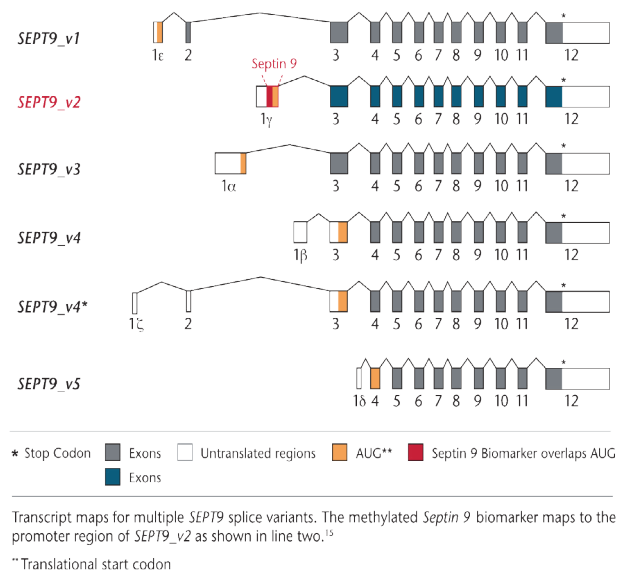 SEPT9_v1
*
1ε 2 3 4 5 6 7 8 9 10 11 12
Septin 9
SEPT9_v2
*
1γ 3 4 5 6 7 8 9 10 11 12
SEPT9_v3
*
1α 3 4 5 6 7 8 9 10 11 12
SEPT9_v4
*
1β 3 4 5 6 7 8 9 10 11 12
SEPT9_v4*
*
1ζ 2 3 4 5 6 7 8 9 10 11 12
SEPT9_v5
*
1δ 4 5 6 7 8 9 10 11 12
* Stop Codon Exons Untranslated regions AUG** Septin 9 Biomarker overlaps AUG
Exons
Transcript maps for multiple SEPT9 splice variants. The methylated Septin 9 biomarker maps to the
promoter region of SEPT9_v2 as shown in line two.15
** Translational start codon